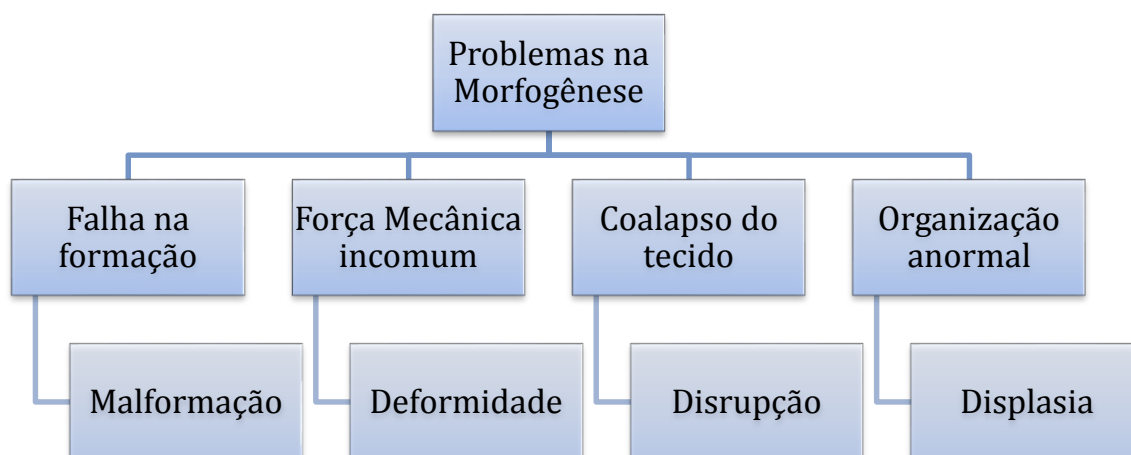 Problemas na
Morfogênese
Falha na
formação
Força Mecânica
incomum
Coalapso do
tecido
Organização
anormal
Malformação
Deformidade
Disrupção
Displasia